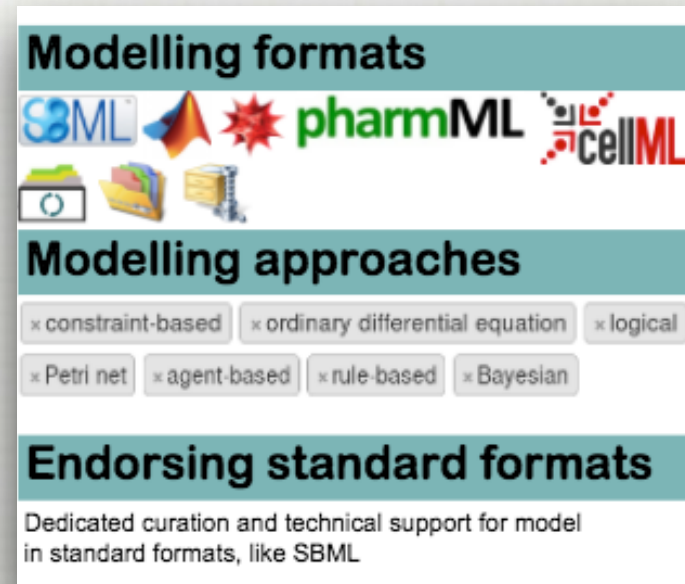 Modelling formats
SBML pharmML cellML
Modelling approaches
× constraint-based × ordinary differential equation × logical
× Petri net × agent-based × rule-based × Bayesian
Endorsing standard formats
Dedicated curation and technical support for model
in standard formats, like SBML